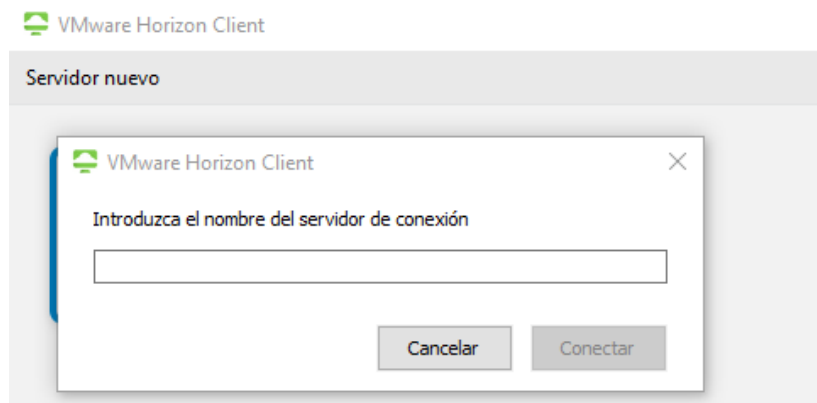 VMware Horizon Client
Servidor nuevo
VMware Horizon Client
Introduzca el nombre del servidor de conexión
Cancelar
Conectar